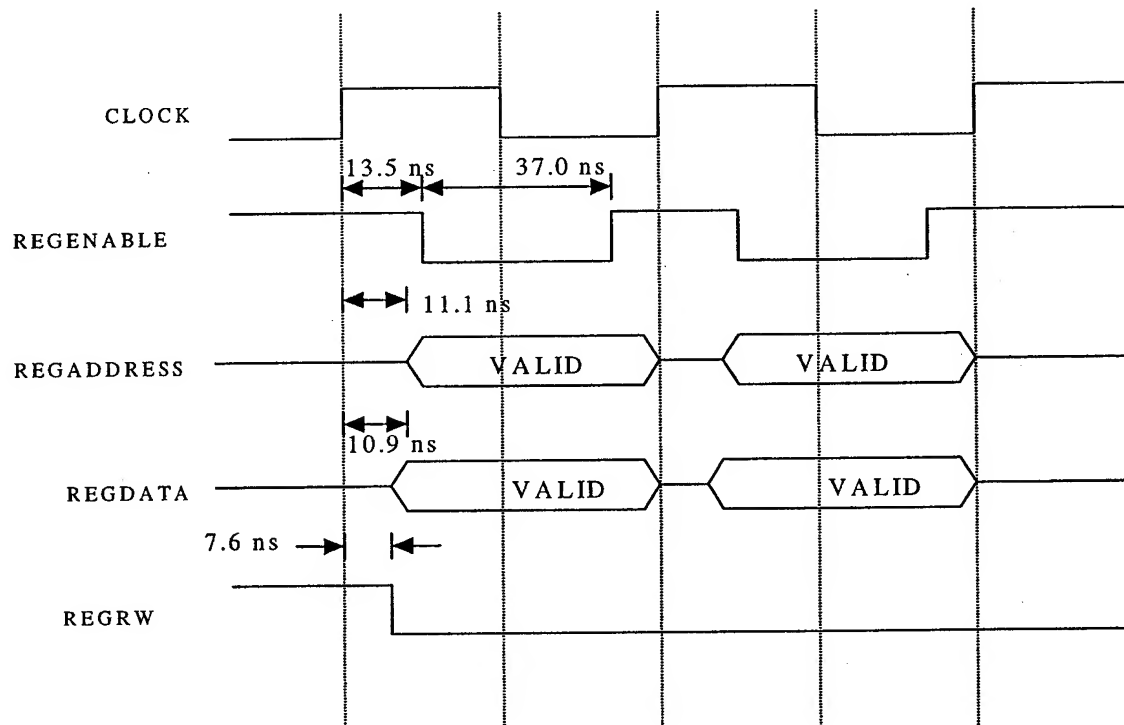 CLOCK
13.5 ns
37.0 ns
REGENABLE
11.1 ns
REGADDRESS
VALID
VALID
10.9 ns
REGDATA
VALID
VALID
7.6 ns
REGRW